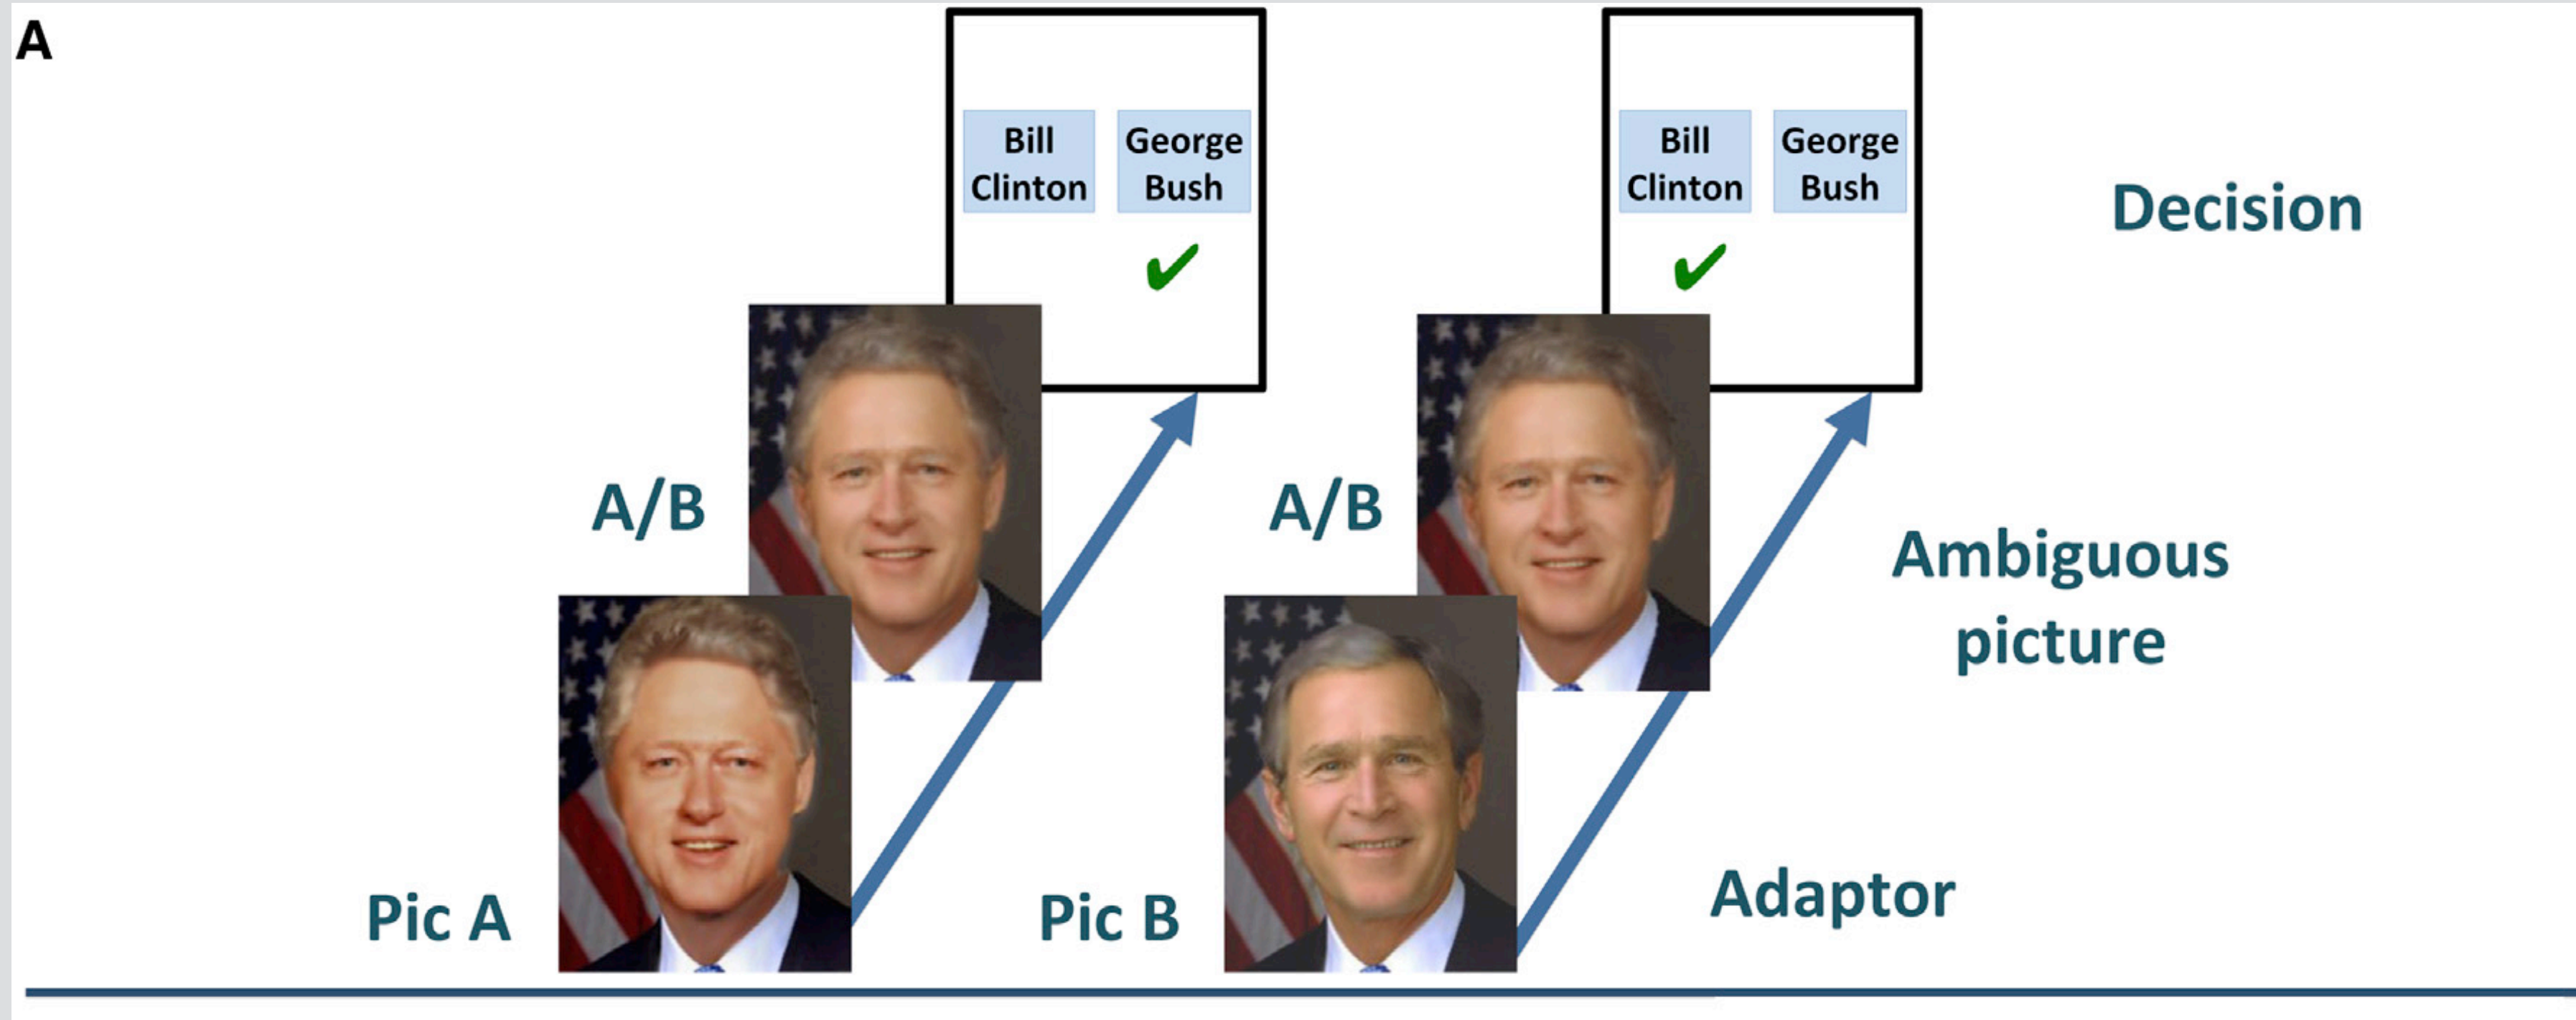 A
Bill
Clinton
George
Bush
Bill
Clinton
George
Bush
Decision
A/B
A/B
Ambiguous
picture
Pic A
Pic B
Adaptor